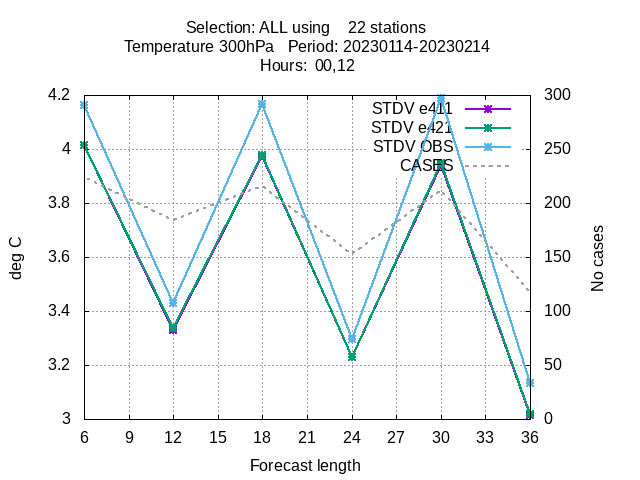 Selection: ALL using 22 stations
Temperature 300hPa Period: 20230114-20230214
Hours: 00,12
4.2
4
3.8
3.6
3.4
3.2
3
300
250
200
150
100
50
0
STDV e411
STDV e421
STDV OBS
CASES
deg C
No cases
6 9 12 15 18 21 24 27 30 33 36
Forecast length